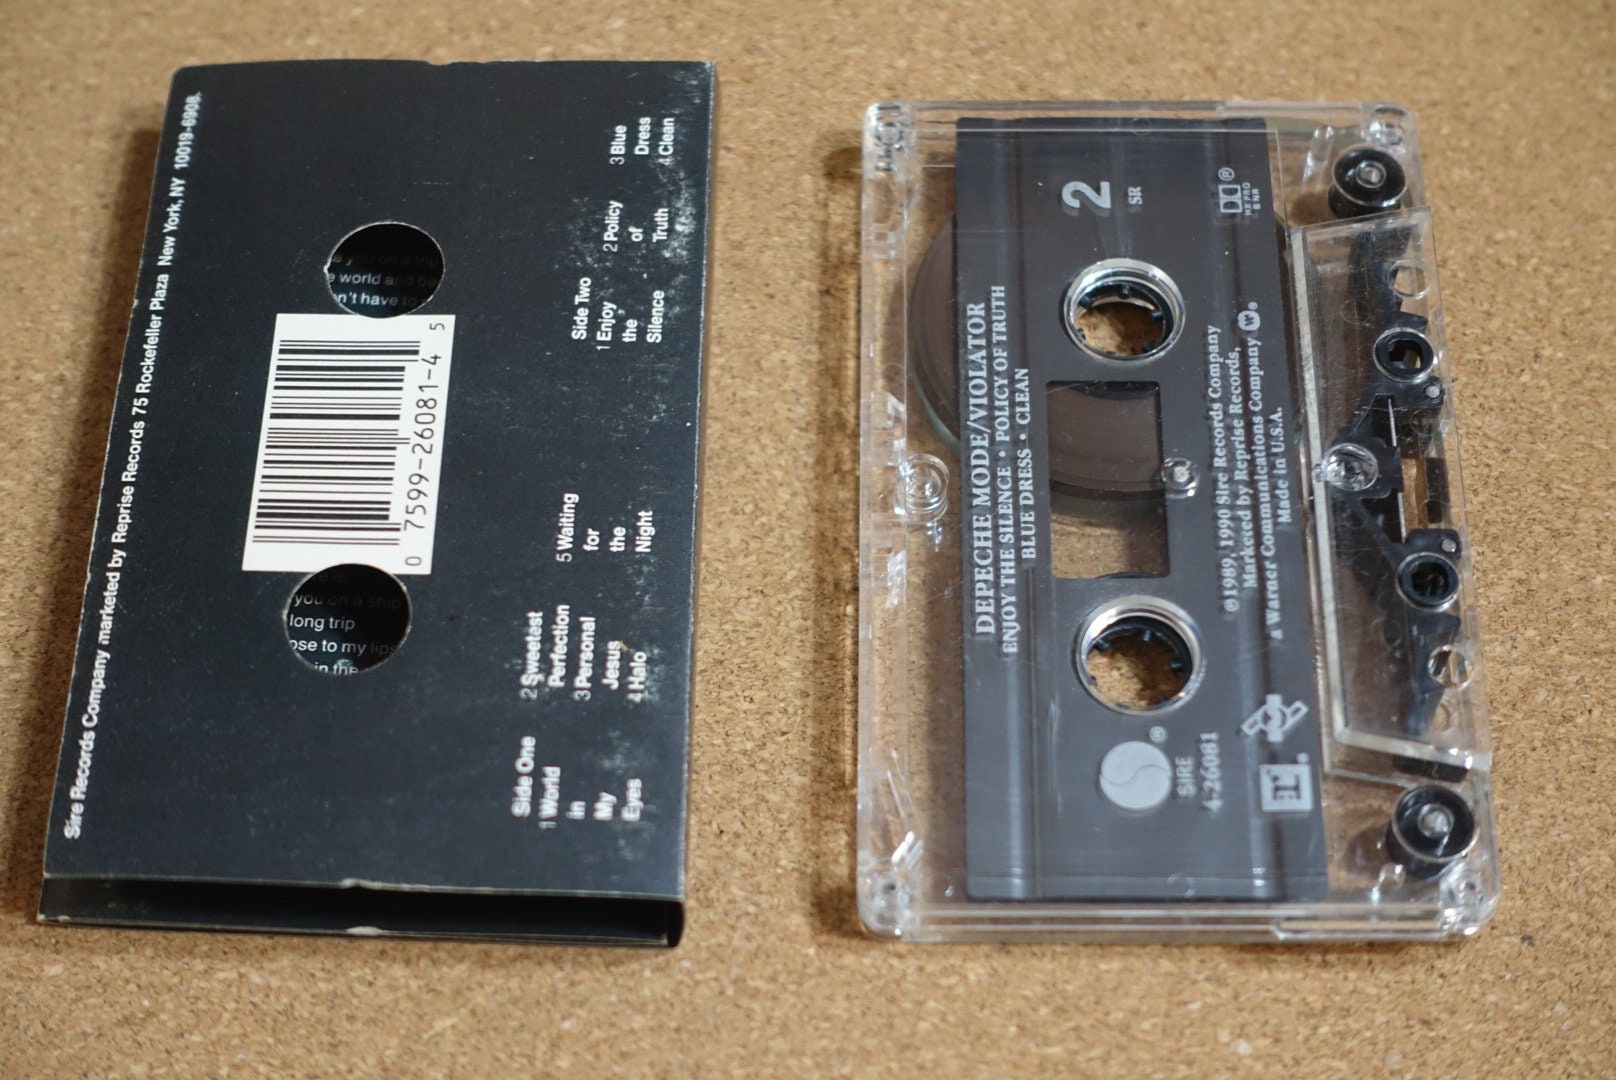 Sire Records Company marketed by Reprise Records 75 Rockefeller Plaza New York, NY 10019-6908.
you on a trip
world and
n't have to
0 7599-26081-4 5
is
you on a ship
long trip
ose to my lips
in the
Side One
1 World
in
My
Eyes
2 Sweetest
Perfection
3 Personal
Jesus
4 Halo
5 Waiting
for
the
Night
Side Two
1 Enjoy
the
Silence
2 Policy
of
Truth
3 Blue
Dress
4 Clean
DEPECHE MODE/VIOLATOR
ENJOY THE SILENCE • POLICY OF TRUTH
BLUE DRESS • CLEAN
2
SR
®
SIRE
4-26081
℗1989, 1990 Sire Records Company
Marketed by Reprise Records,
a Warner Communications Company
Made in U.S.A.
DD®
HX PRO
B NR